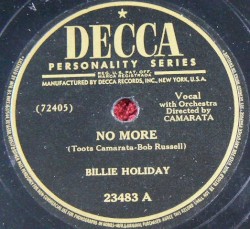 DECCA
PERSONALITY SERIES
REG. U.S. PAT. OFF.
MARCA REGISTRADA
MANUFACTURED BY DECCA RECORDS, INC., NEW YORK, U.S.A.
(72405)
Vocal
with Orchestra
Directed by
CAMARATA
NO MORE
(Toots Camarata-Bob Russell)
BILLIE HOLIDAY
23483 A